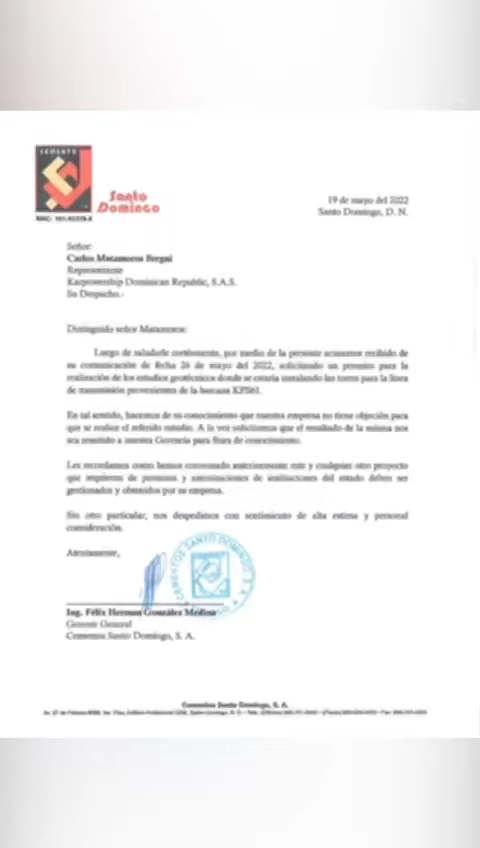 CEMENTO
Santo
Domingo
19 de mayo del 2022
Santo Domingo, D. N.
Señor:
Carlos Matamoros Bergni
Representante
Karpowership Dominican Republic, S.A.S.
Su Despacho.-
Distinguido señor Matamoros:
Luego de saludarle cortésmente, por medio de la presente acusamos recibido de
su comunicación de fecha 26 de mayo del 2022, solicitando un permiso para la
realización de los estudios geotécnicos donde se estaría instalando las torres para la línea
de transmisión provenientes de la barcaza KPS61.
En tal sentido, hacemos de su conocimiento que nuestra empresa no tiene objeción para
que se realice el referido estudio. A la vez solicitamos que el resultado de la misma nos
sea remitido a nuestra Gerencia para fines de conocimiento.
Les recordamos como hemos conversado anteriormente este y cualquier otro proyecto
que requieran de permisos y autorizaciones de instituciones del estado deben ser
gestionados y obtenidos por su empresa.
Sin otro particular, nos despedimos con sentimiento de alta estima y personal
consideración.
Atentamente,
CEMENTOS SANTO DOMINGO, S. A.
Ing. Félix Hernan González Medina
Gerente General
Cementos Santo Domingo, S. A.
Cementos Santo Domingo, S. A.
Av. 27 de Febrero